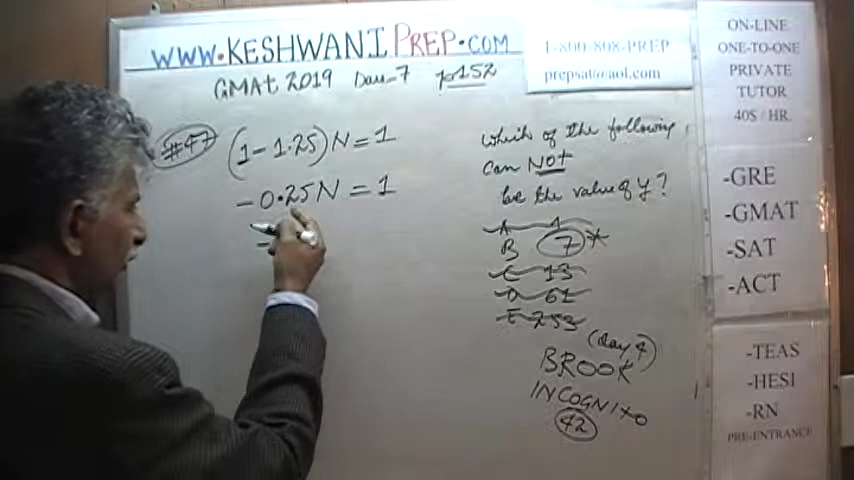 WWW.KESHWANIPREP.COM
GMAt 2019 Day-7 p152
#47 (1-1.25)N=1
-0.25N=1
-
Which of the following,
can NOt
be the value of y?
A 1
B 7*
C 13
D 61
E 253
(day 4)
BROOK
INCOGNITO
42
1-800-808-PREP
prepsat@aol.com
ON-LINE
ONE-TO-ONE
PRIVATE
TUTOR
40$ / HR.
-GRE
-GMAT
-SAT
-ACT
-TEAS
-HESI
-RN
PRE-ENTRANCE